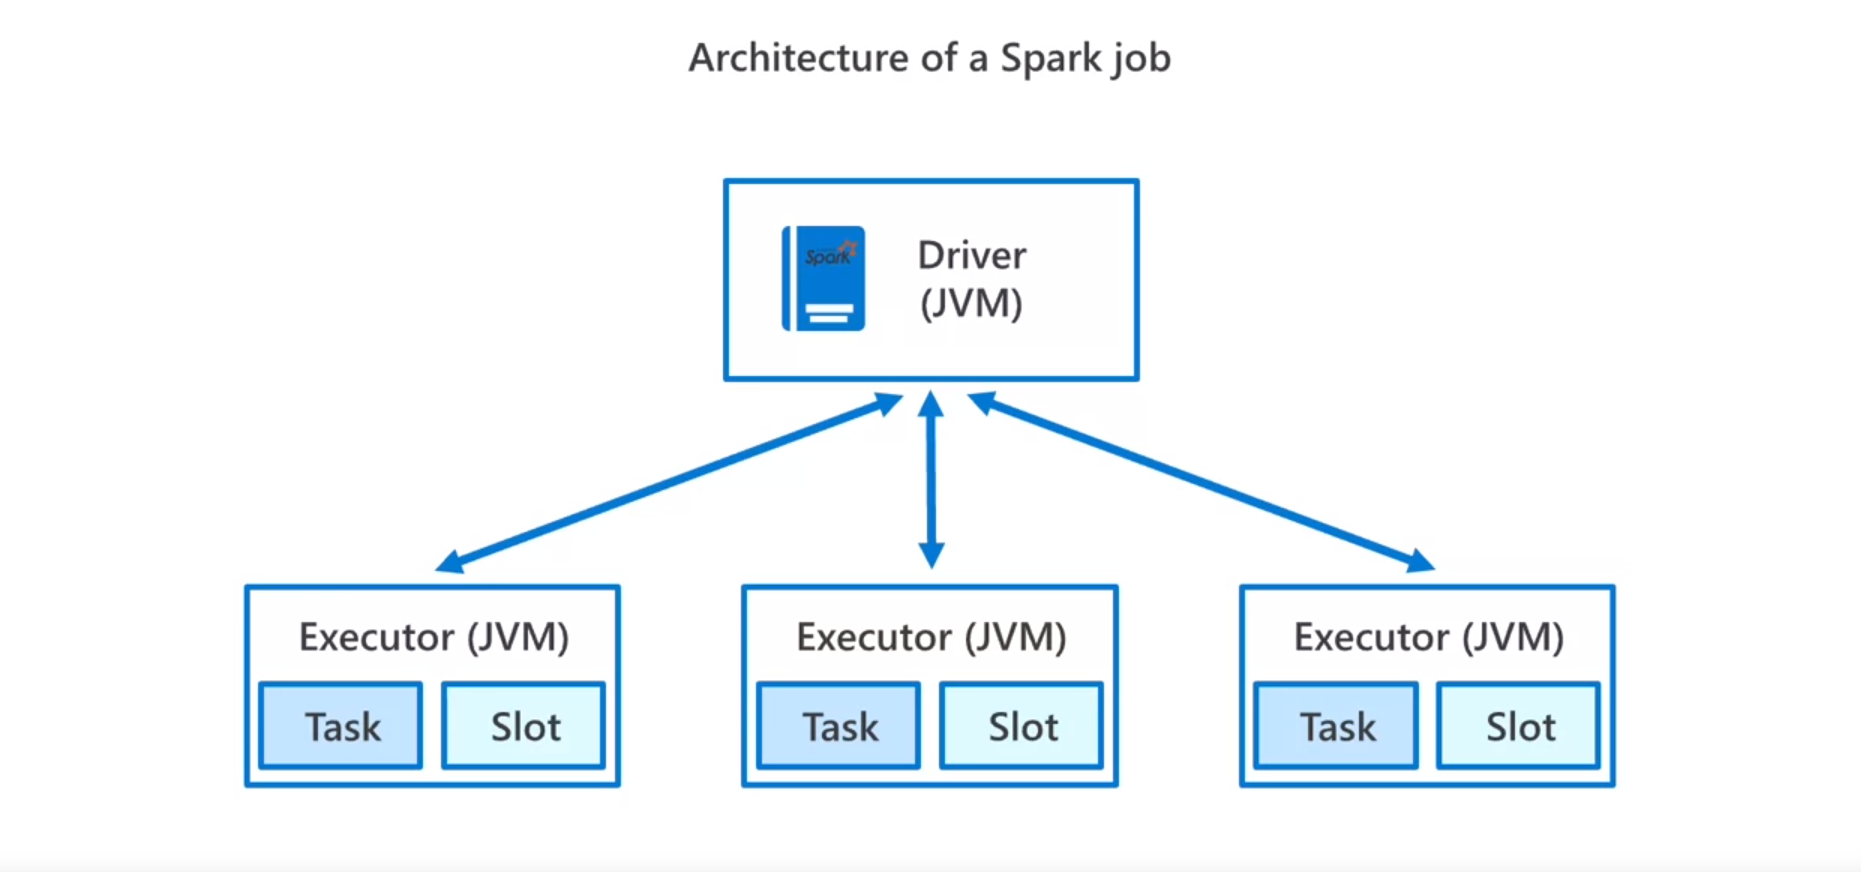 Architecture of a Spark job
Spark
Driver
(JVM)
Executor (JVM)
Task
Slot
Executor (JVM)
Task
Slot
Executor (JVM)
Task
Slot